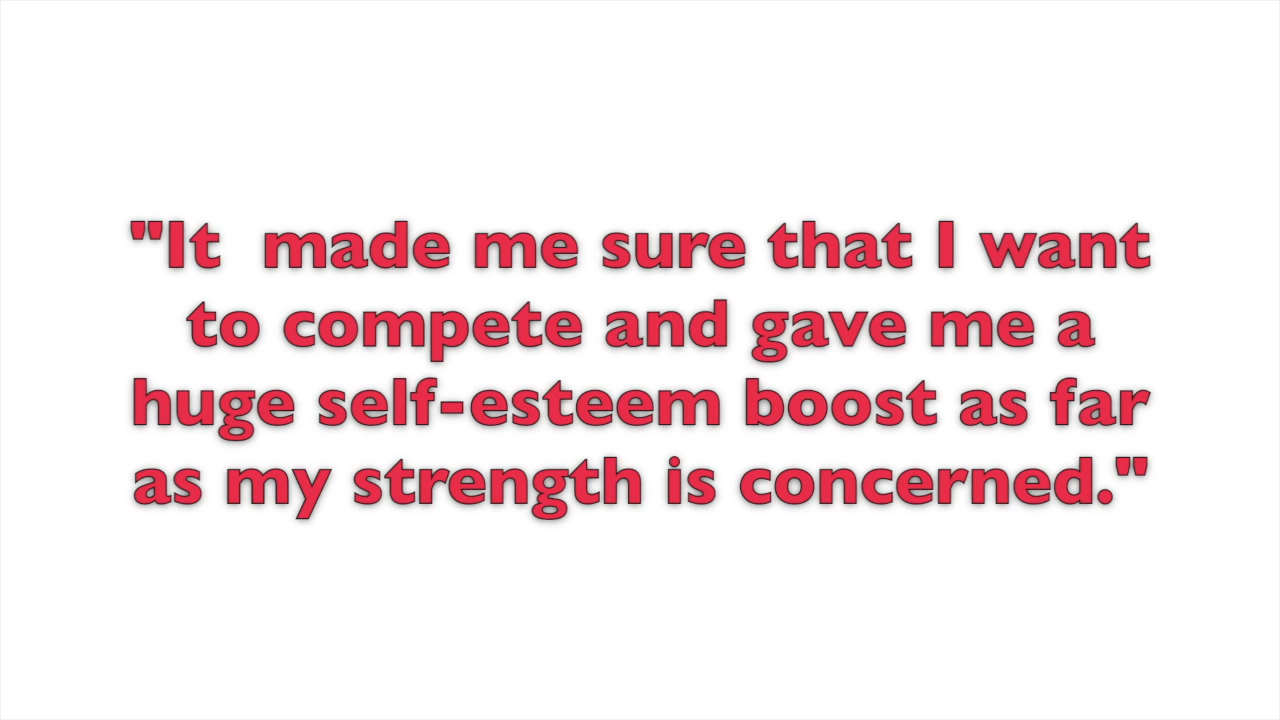 "It  made me sure that I want
to compete and gave me a
huge self-esteem boost as far
as my strength is concerned."